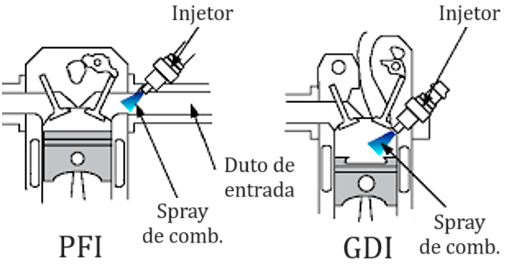 Injetor
Duto de
entrada
Spray
de comb.
PFI
Injetor
Spray
de comb.
GDI